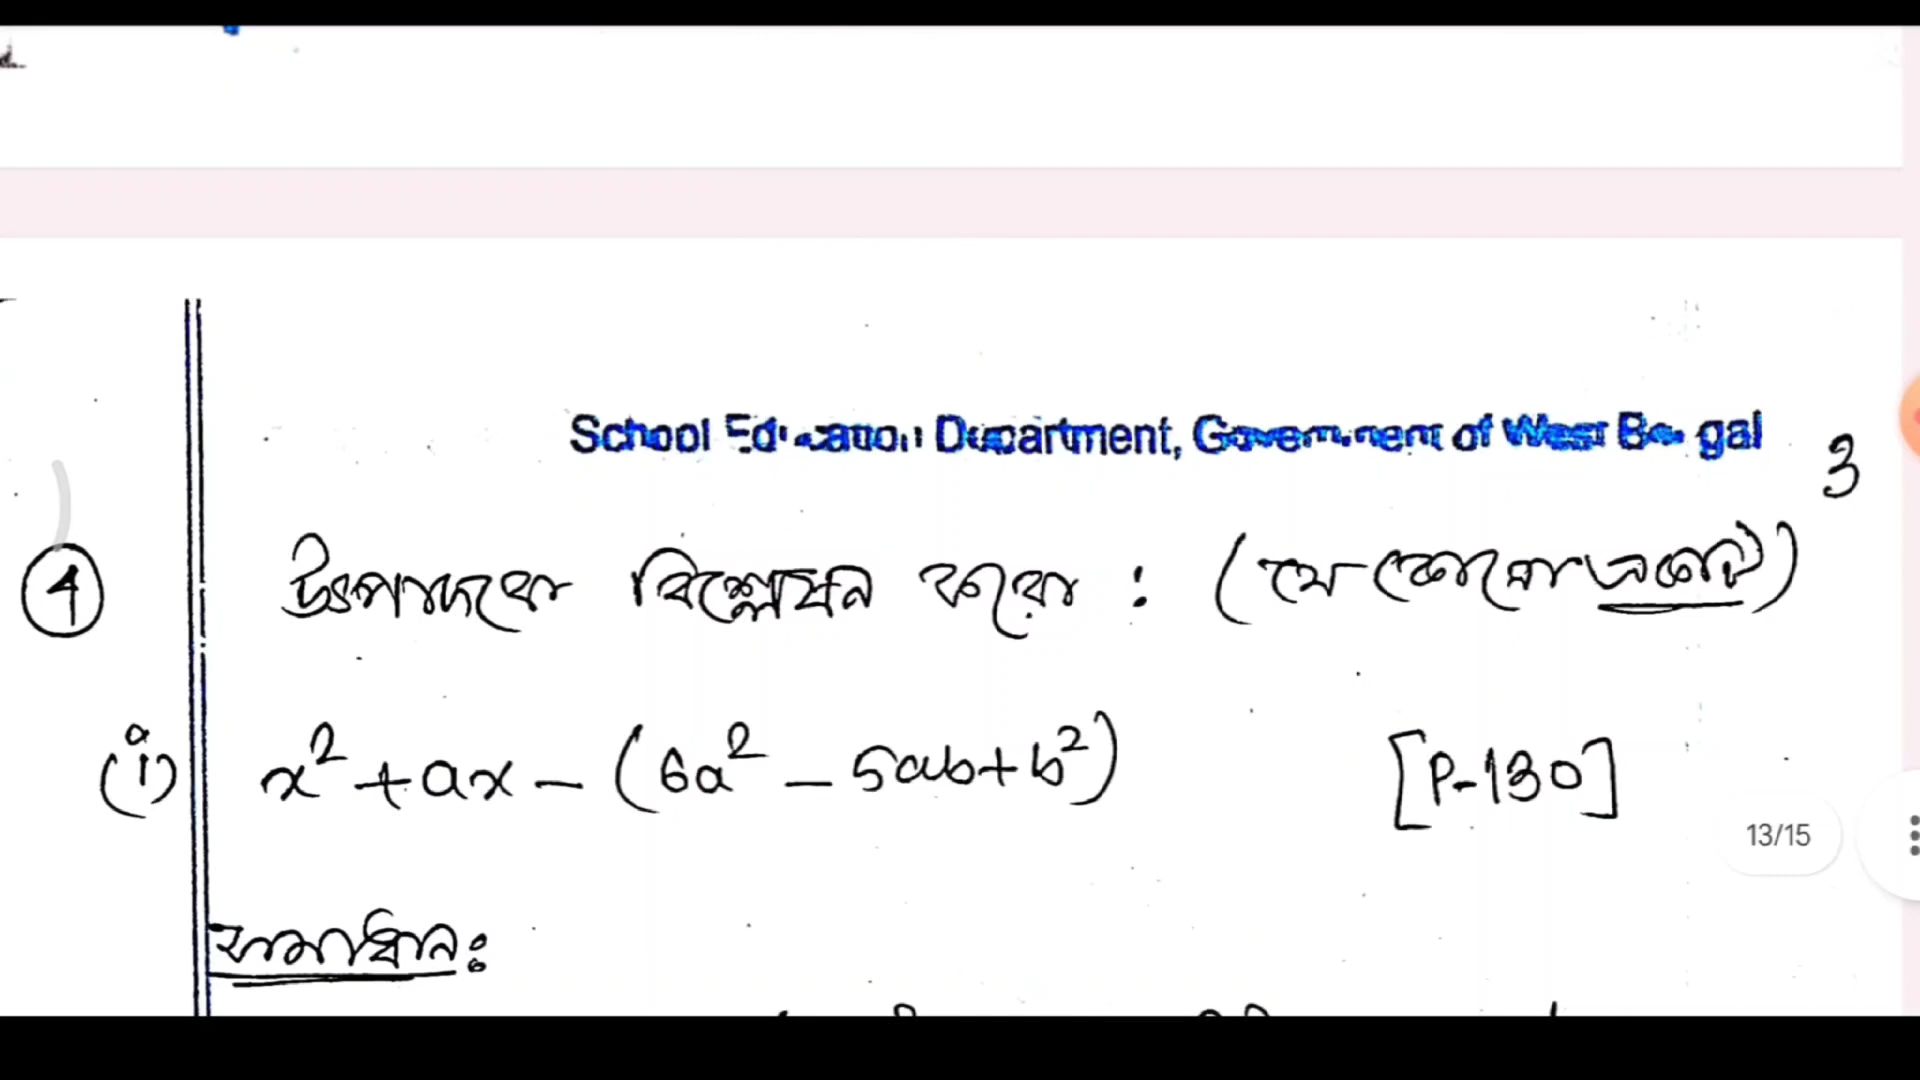 School Education Department, Government of West Bengal
3
4 উৎপাদকে বিশ্লেষন করো : (যে কোনো একটি)
(i) x² + ax - (6a² - 5ab + b²) [P-130]
13/15
সমাধান: